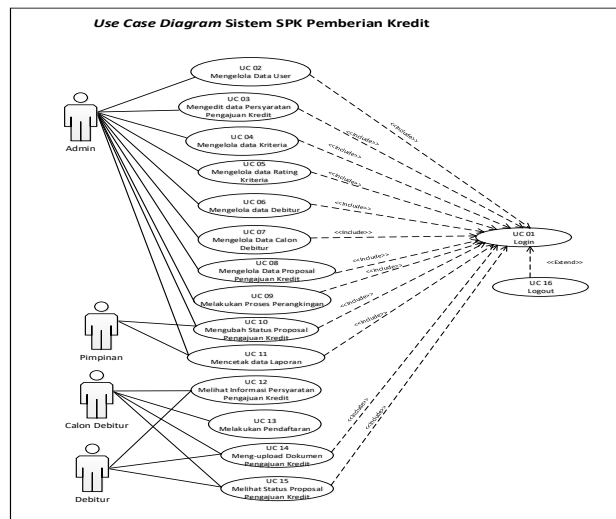 Use Case Diagram Sistem SPK Pemberian Kredit
UC 02
Mengelola Data User
UC 03
Mengedit data Persyaratan
Pengajuan Kredit
UC 04
Mengelola data Kriteria
UC 05
Mengelola data Rating
Kriteria
UC 06
Mengelola data Debitur
UC 07
Mengelola Data Calon
Debitur
UC 08
Mengelola Data Proposal
Pengajuan Kredit
UC 09
Melakukan Proses Perangkingan
UC 10
Mengubah Status Proposal
Pengajuan Kredit
UC 11
Mencetak data Laporan
UC 12
Melihat Informasi Persyaratan
Pengajuan Kredit
UC 13
Melakukan Pendaftaran
UC 14
Meng-upload Dokumen
Pengajuan Kredit
UC 15
Melihat Status Proposal
Pengajuan Kredit
Admin
Pimpinan
Calon Debitur
Debitur
<<Include>>
<<Include>>
<<Include>>
<<Include>>
<<Include>>
<<Include>>
<<Include>>
<<Include>>
<<Include>>
<<Include>>
<<Include>>
<<Include>>
UC 01
Login
<<Extend>>
UC 16
Logout